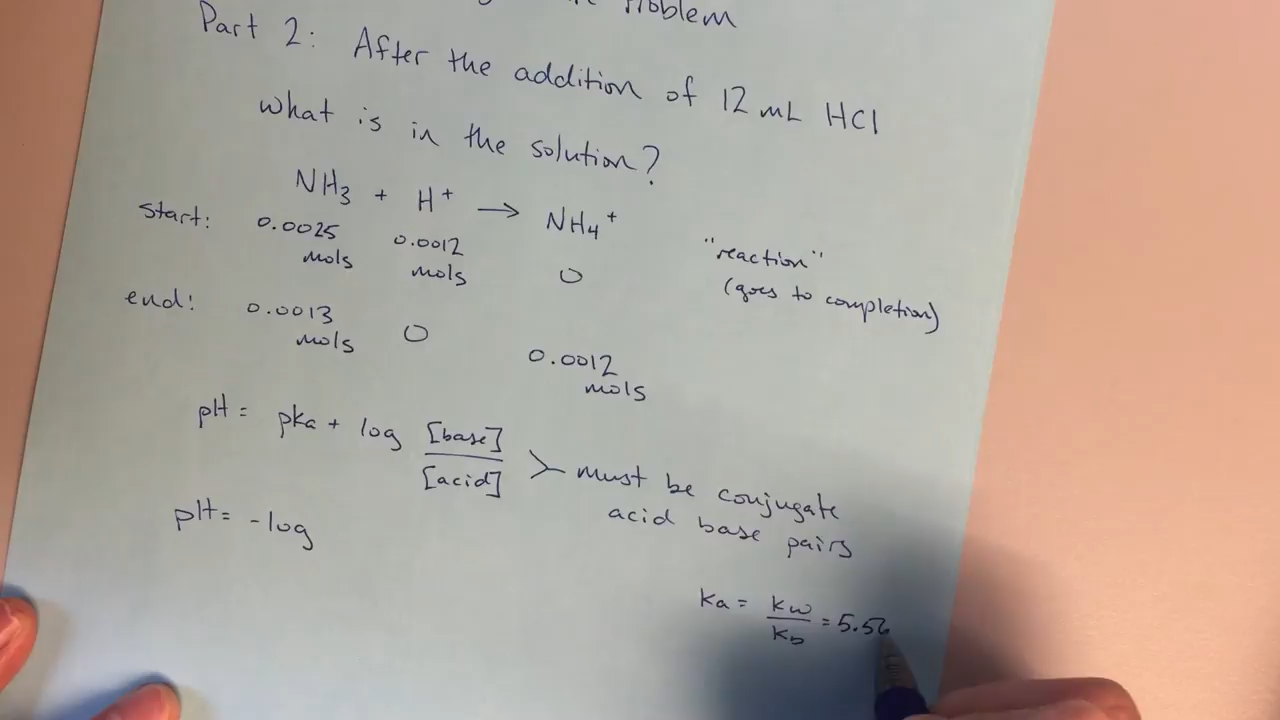 Problem
Part 2: After the addition of 12 mL HCl
what is in the solution?
NH3 + H+ → NH4+
start: 0.0025 mols 0.0012 mols 0
"reaction"
(goes to completion)
end: 0.0013 mols 0 0.0012 mols
pH = pka + log [base]/[acid] > must be conjugate
acid base pairs
pH = -log
Ka = Kw/Kb = 5.56